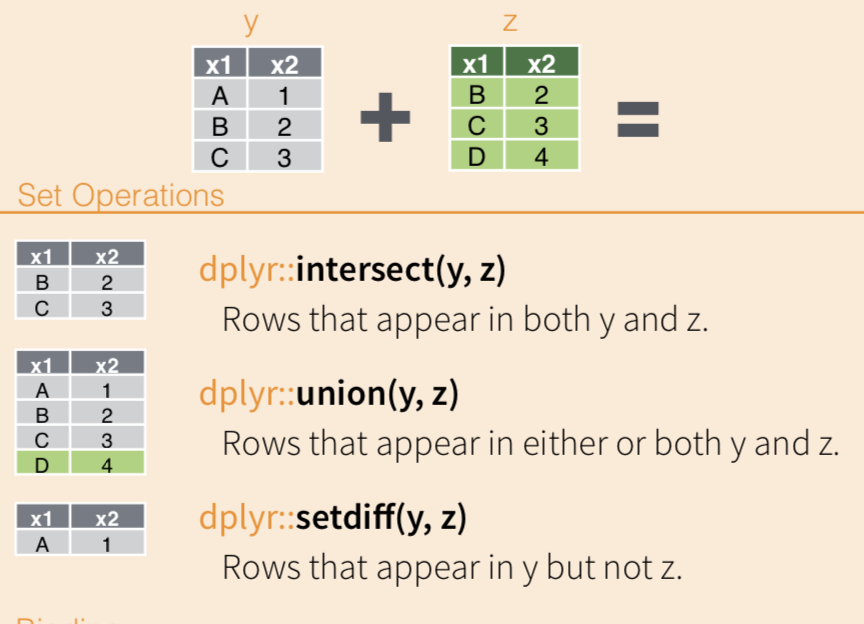 y z
x1 x2 x1 x2
A 1 B 2
B 2 + C 3 =
C 3 D 4
Set Operations
x1 x2
B 2
C 3
dplyr::intersect(y, z)
Rows that appear in both y and z.
x1 x2
A 1
B 2
C 3
D 4
dplyr::union(y, z)
Rows that appear in either or both y and z.
x1 x2
A 1
dplyr::setdiff(y, z)
Rows that appear in y but not z.